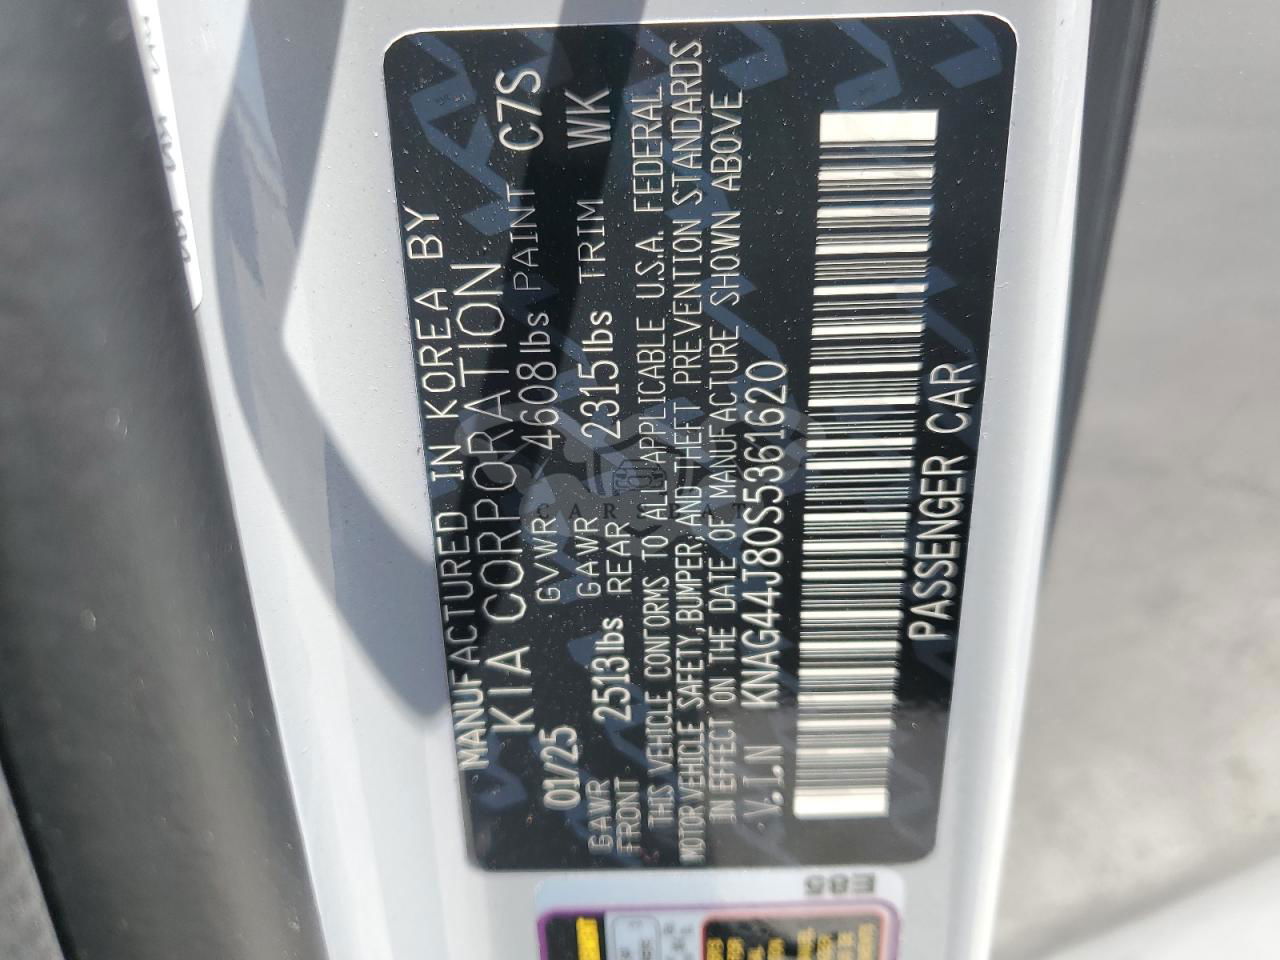 MANUFACTURED IN KOREA BY
KIA CORPORATION
01/25 GVWR 4608lbs PAINT C7S
GAWR FRONT 2513lbs GAWR REAR 2315lbs TRIM WK
THIS VEHICLE CONFORMS TO ALL APPLICABLE U.S.A. FEDERAL
MOTOR VEHICLE SAFETY, BUMPER, AND THEFT PREVENTION STANDARDS
IN EFFECT ON THE DATE OF MANUFACTURE SHOWN ABOVE
V.I.N KNAG44J80S5361620
PASSENGER CAR
CARSBAT
E85